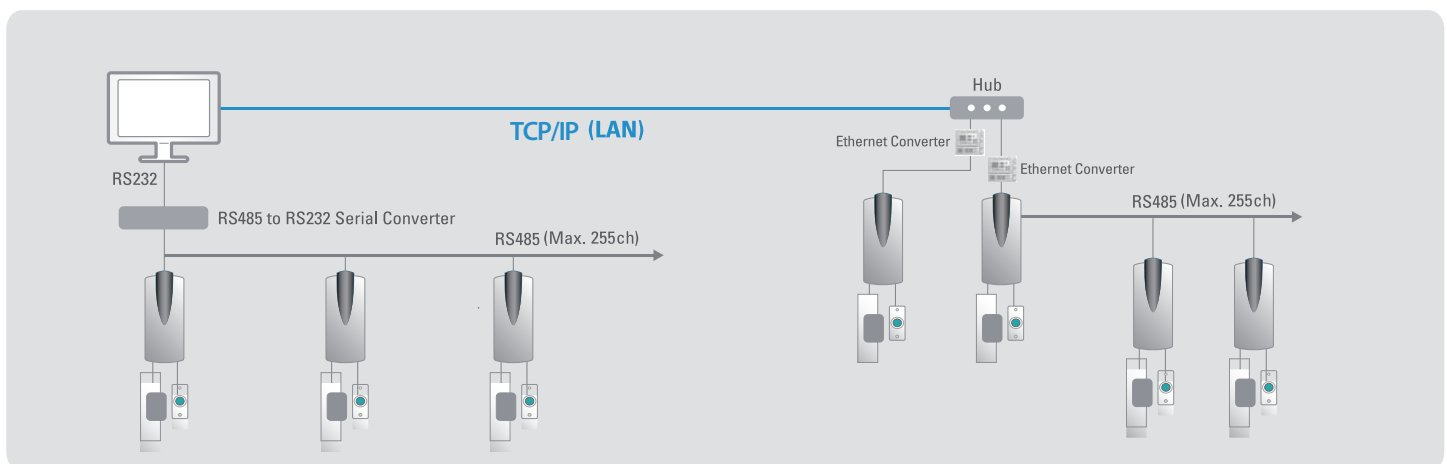 Hub
TCP/IP (LAN)
Ethernet Converter
Ethernet Converter
RS232
RS485 to RS232 Serial Converter
RS485 (Max. 255ch)
RS485 (Max. 255ch)